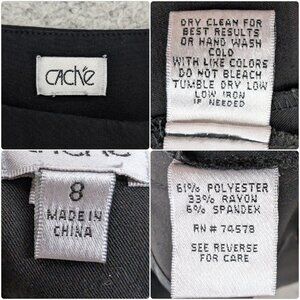 CACHÉ
DRY CLEAN FOR
BEST RESULTS
OR HAND WASH
COLD
WITH LIKE COLORS
DO NOT BLEACH
TUMBLE DRY LOW
LOW IRON
IF NEEDED
CACHÉ
8
MADE IN
CHINA
61% POLYESTER
33% RAYON
6% SPANDEX
RN# 74578
SEE REVERSE
FOR CARE